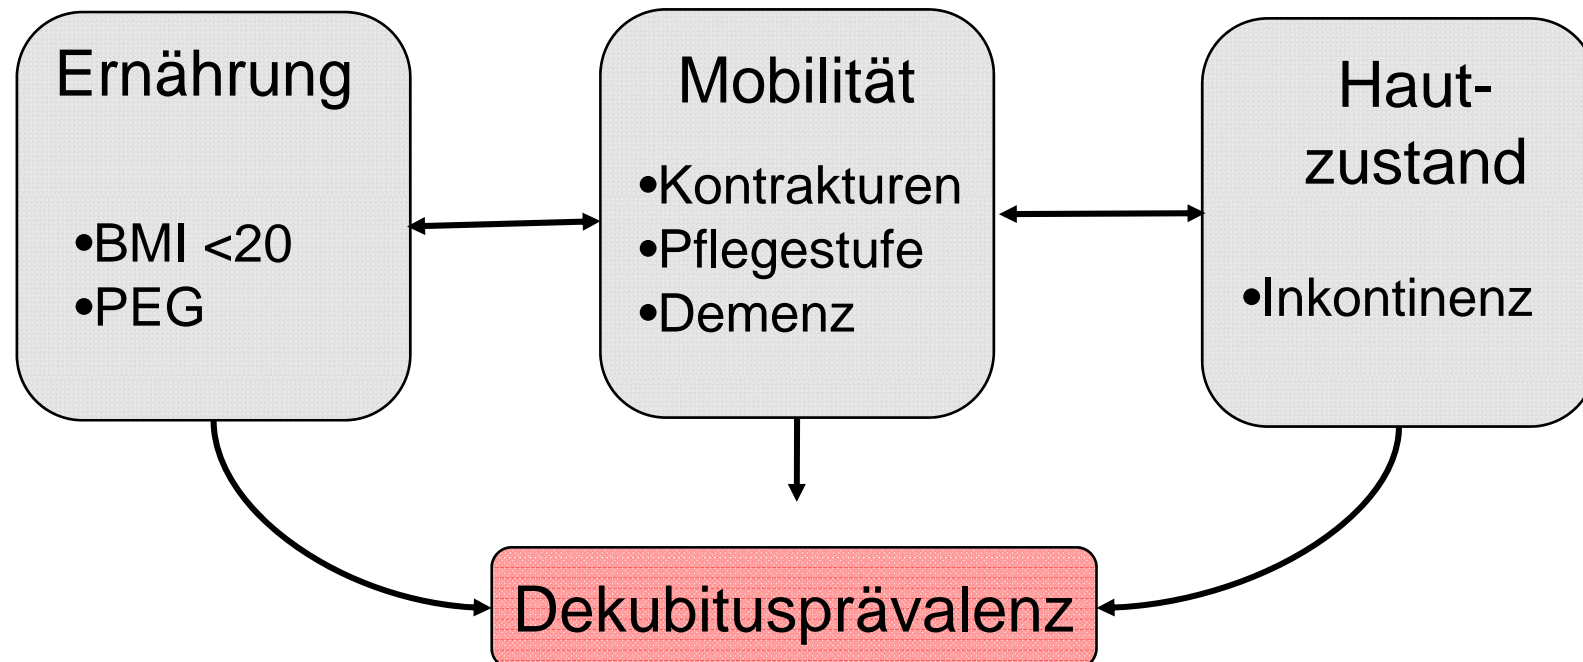 Ernährung
•BMI <20
•PEG
Mobilität
•Kontrakturen
•Pflegestufe
•Demenz
Haut-
zustand
•Inkontinenz
Dekubitusprävalenz